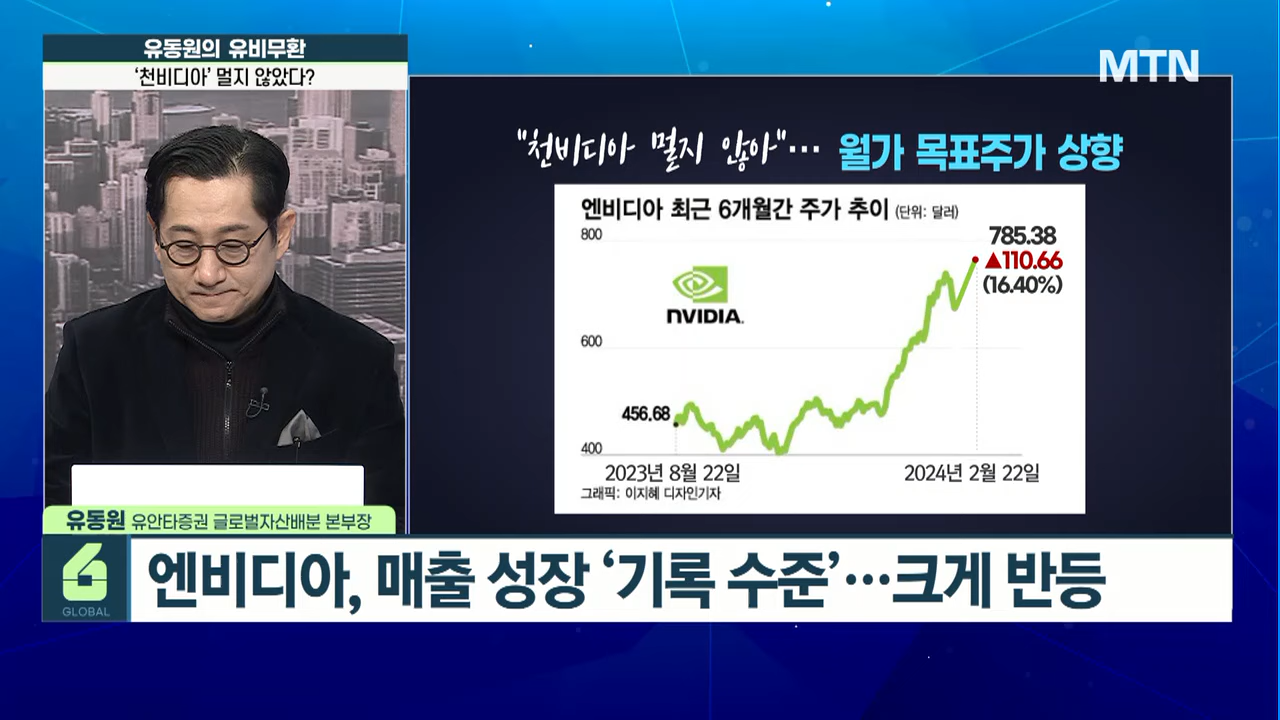 유동원의 유비무환
‘천비디아’ 멀지 않았다?
MTN
"천비디아 멀지 않아"… 월가 목표주가 상향
엔비디아 최근 6개월간 주가 추이 (단위: 달러)
800
785.38
▲110.66
(16.40%)
NVIDIA.
600
456.68
400
2023년 8월 22일
2024년 2월 22일
그래픽: 이지혜 디자인기자
유동원 유안타증권 글로벌자산배분 본부장
6
GLOBAL
엔비디아, 매출 성장 ‘기록 수준’…크게 반등